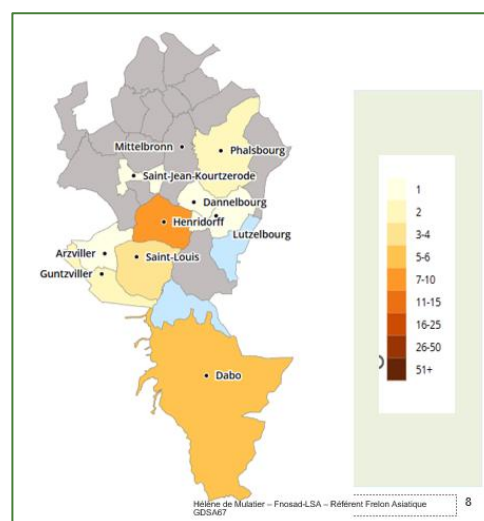 Mittelbronn
Phalsbourg
Saint-Jean-Kourtzerode
Dannelbourg
Henridorff
Lutzelbourg
Arzviller
Saint-Louis
Guntzviller
Dabo
1
2
3-4
5-6
7-10
11-15
16-25
26-50
51+
Hélène de Mulatier – Fnosad-LSA – Référent Frelon Asiatique
GDSA67
8